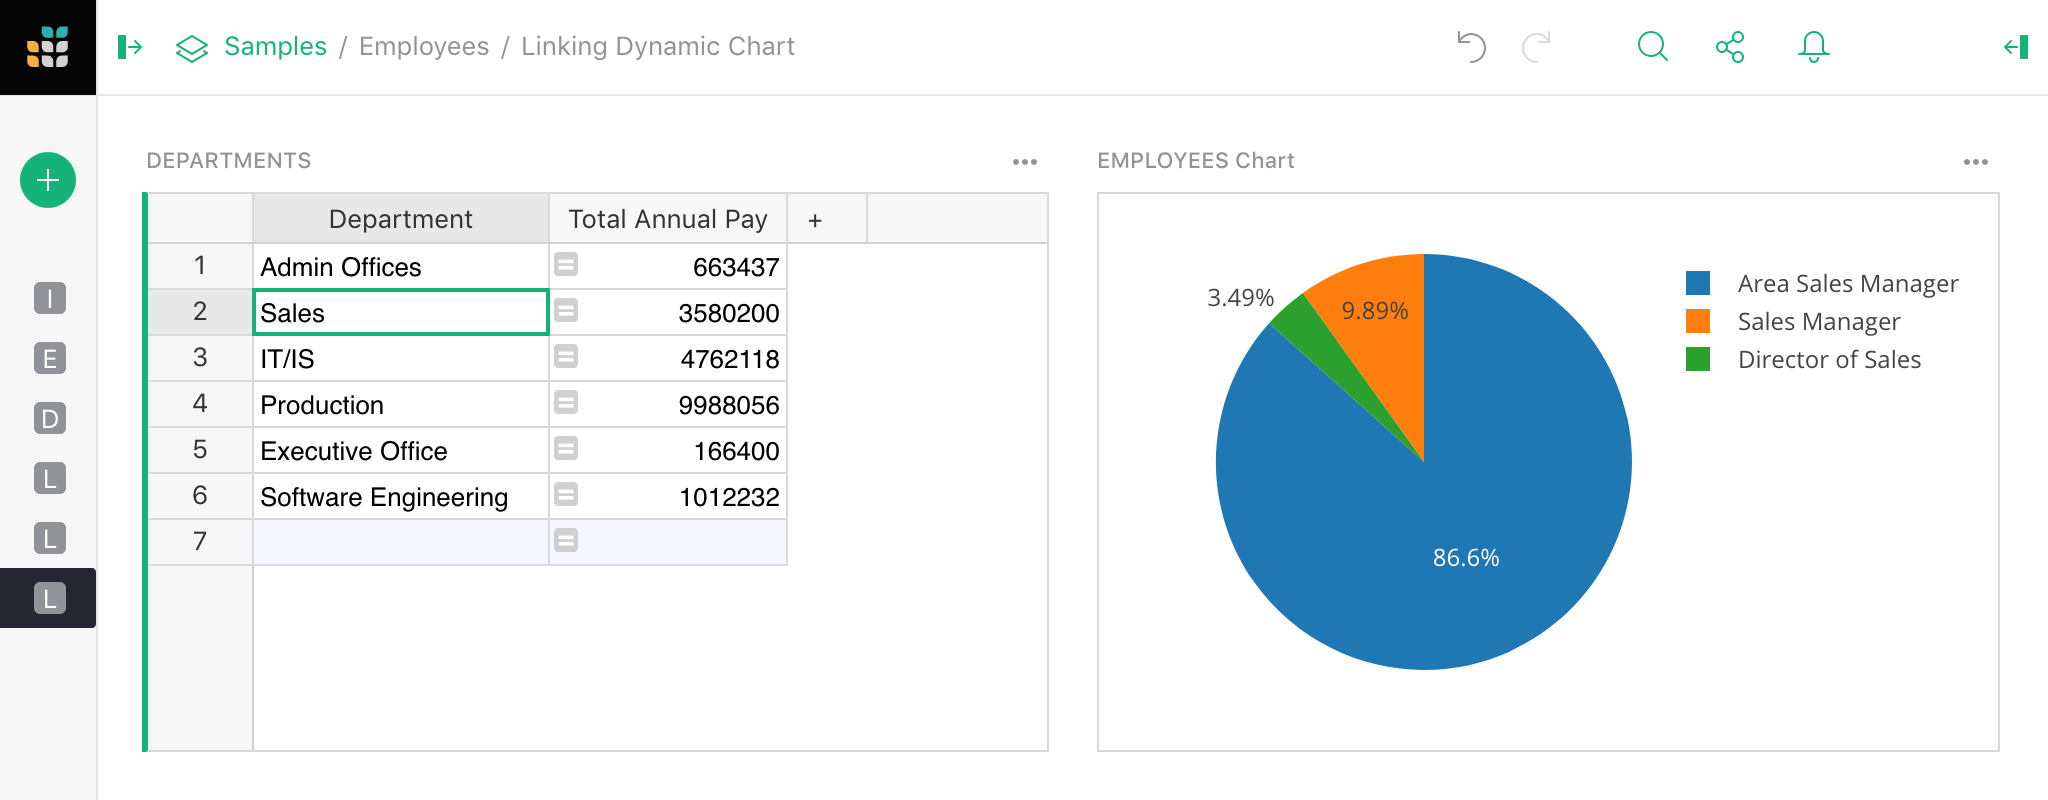 Samples / Employees / Linking Dynamic Chart
DEPARTMENTS
Department Total Annual Pay +
1 Admin Offices 663437
2 Sales 3580200
3 IT/IS 4762118
4 Production 9988056
5 Executive Office 166400
6 Software Engineering 1012232
7
EMPLOYEES Chart
3.49%
9.89%
86.6%
Area Sales Manager
Sales Manager
Director of Sales
I
E
D
L
L
L